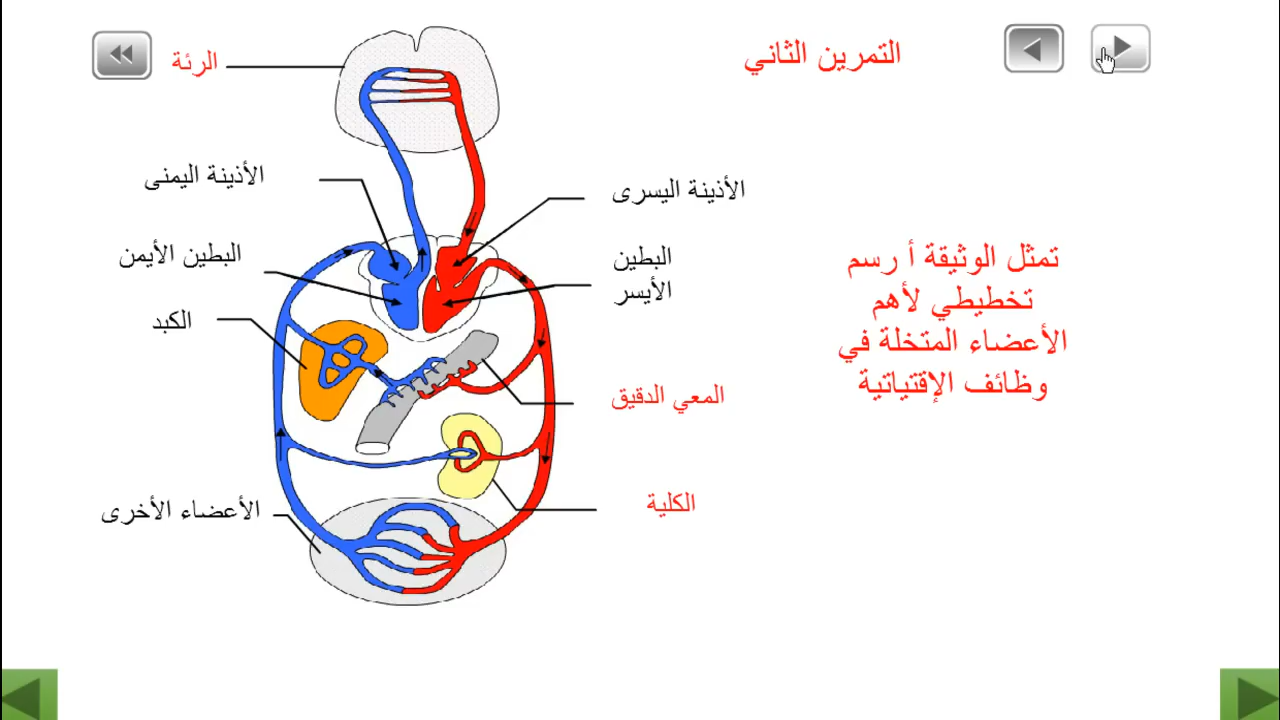 التمرين الثاني
الرئة
الأذينة اليمنى
الأذينة اليسرى
البطين الأيمن
البطين
الأيسر
الكبد
المعي الدقيق
الكلية
الأعضاء الأخرى
تمثل الوثيقة أ رسم
تخطيطي لأهم
الأعضاء المتخلة في
وظائف الإقتياتية